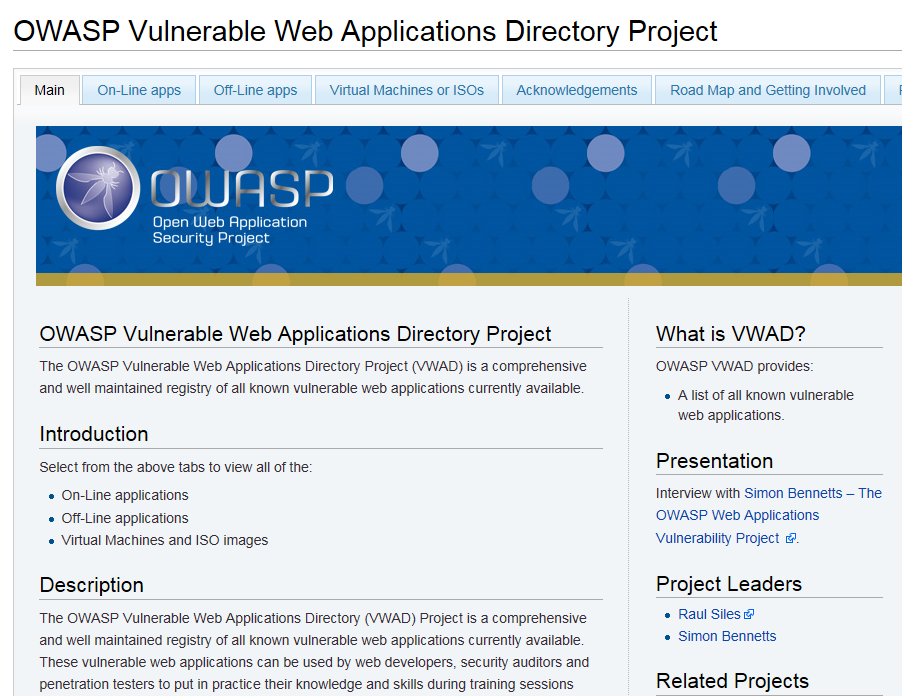 OWASP Vulnerable Web Applications Directory Project
Main
On-Line apps
Off-Line apps
Virtual Machines or ISOs
Acknowledgements
Road Map and Getting Involved
OWASP
Open Web Application
Security Project
OWASP Vulnerable Web Applications Directory Project
The OWASP Vulnerable Web Applications Directory Project (VWAD) is a comprehensive
and well maintained registry of all known vulnerable web applications currently available.
Introduction
Select from the above tabs to view all of the:
On-Line applications
Off-Line applications
Virtual Machines and ISO images
Description
The OWASP Vulnerable Web Applications Directory (VWAD) Project is a comprehensive
and well maintained registry of all known vulnerable web applications currently available.
These vulnerable web applications can be used by web developers, security auditors and
penetration testers to put in practice their knowledge and skills during training sessions
What is VWAD?
OWASP VWAD provides:
A list of all known vulnerable
web applications.
Presentation
Interview with Simon Bennetts – The
OWASP Web Applications
Vulnerability Project .
Project Leaders
Raul Siles
Simon Bennetts
Related Projects